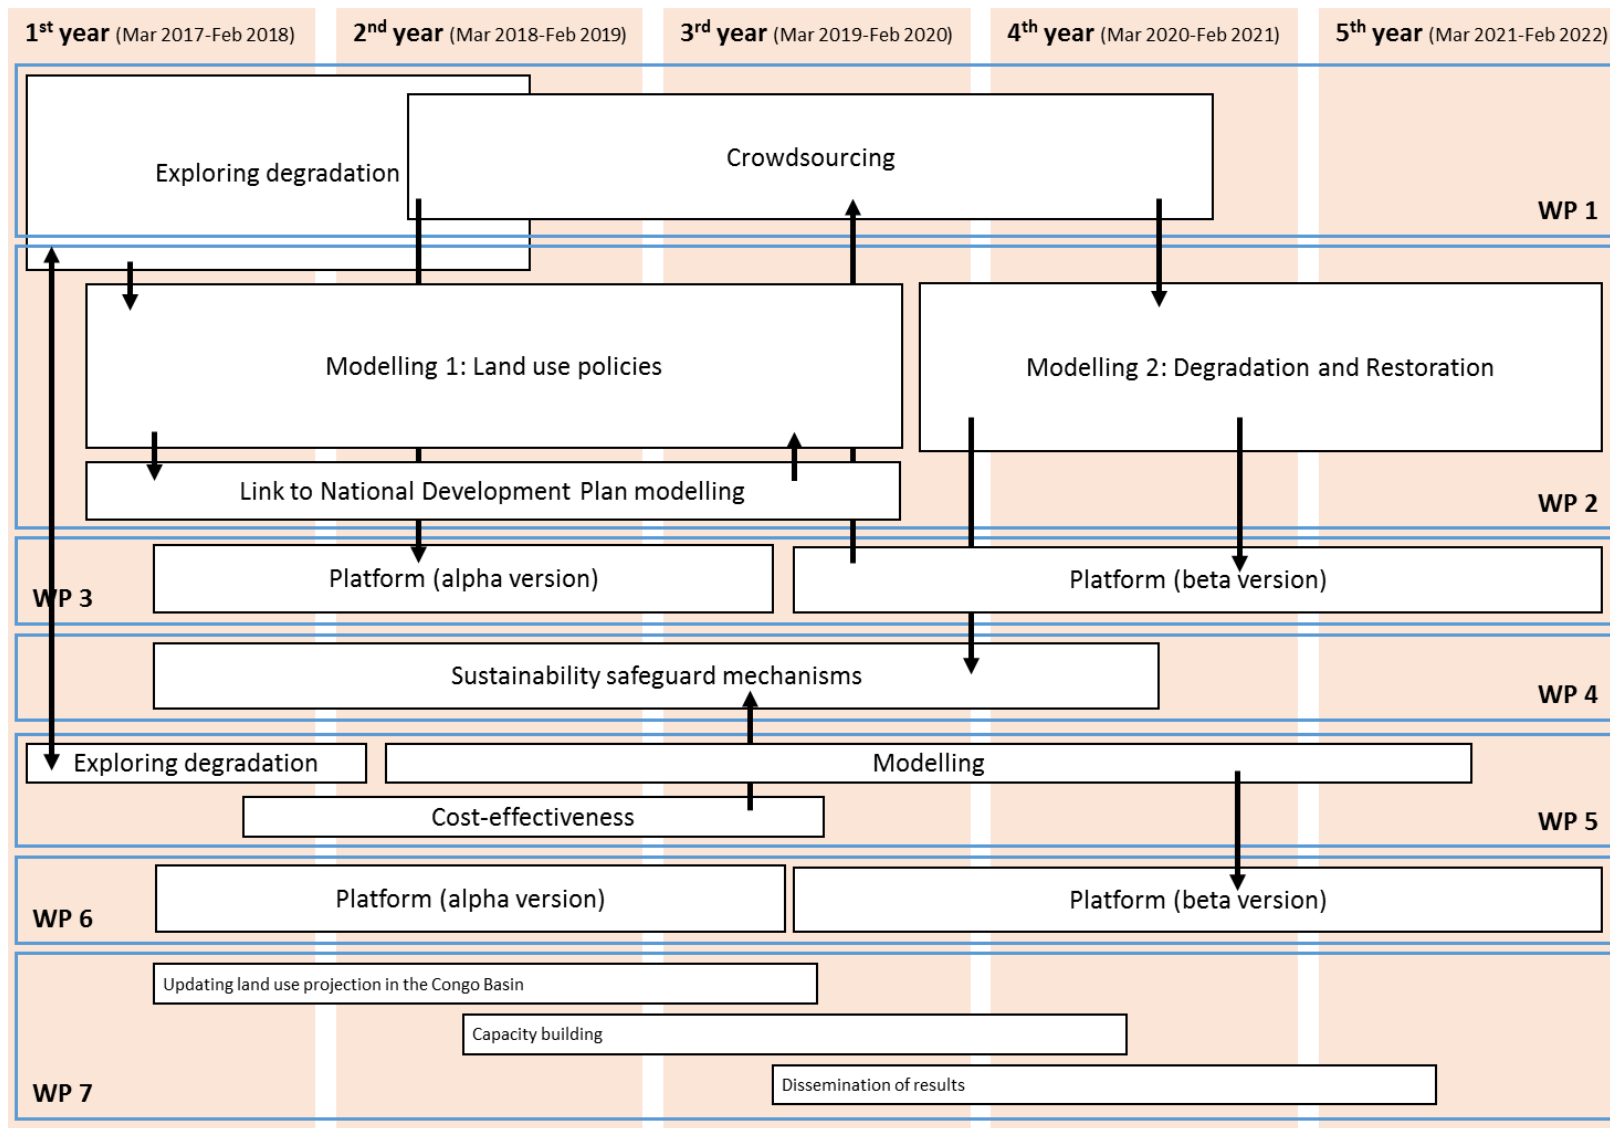 1st year (Mar 2017-Feb 2018)
2nd year (Mar 2018-Feb 2019)
3rd year (Mar 2019-Feb 2020)
4th year (Mar 2020-Feb 2021)
5th year (Mar 2021-Feb 2022)
Exploring degradation
Crowdsourcing
WP 1
Modelling 1: Land use policies
Modelling 2: Degradation and Restoration
Link to National Development Plan modelling
WP 2
Platform (alpha version)
Platform (beta version)
WP 3
Sustainability safeguard mechanisms
WP 4
Exploring degradation
Modelling
Cost-effectiveness
WP 5
Platform (alpha version)
Platform (beta version)
WP 6
Updating land use projection in the Congo Basin
Capacity building
Dissemination of results
WP 7